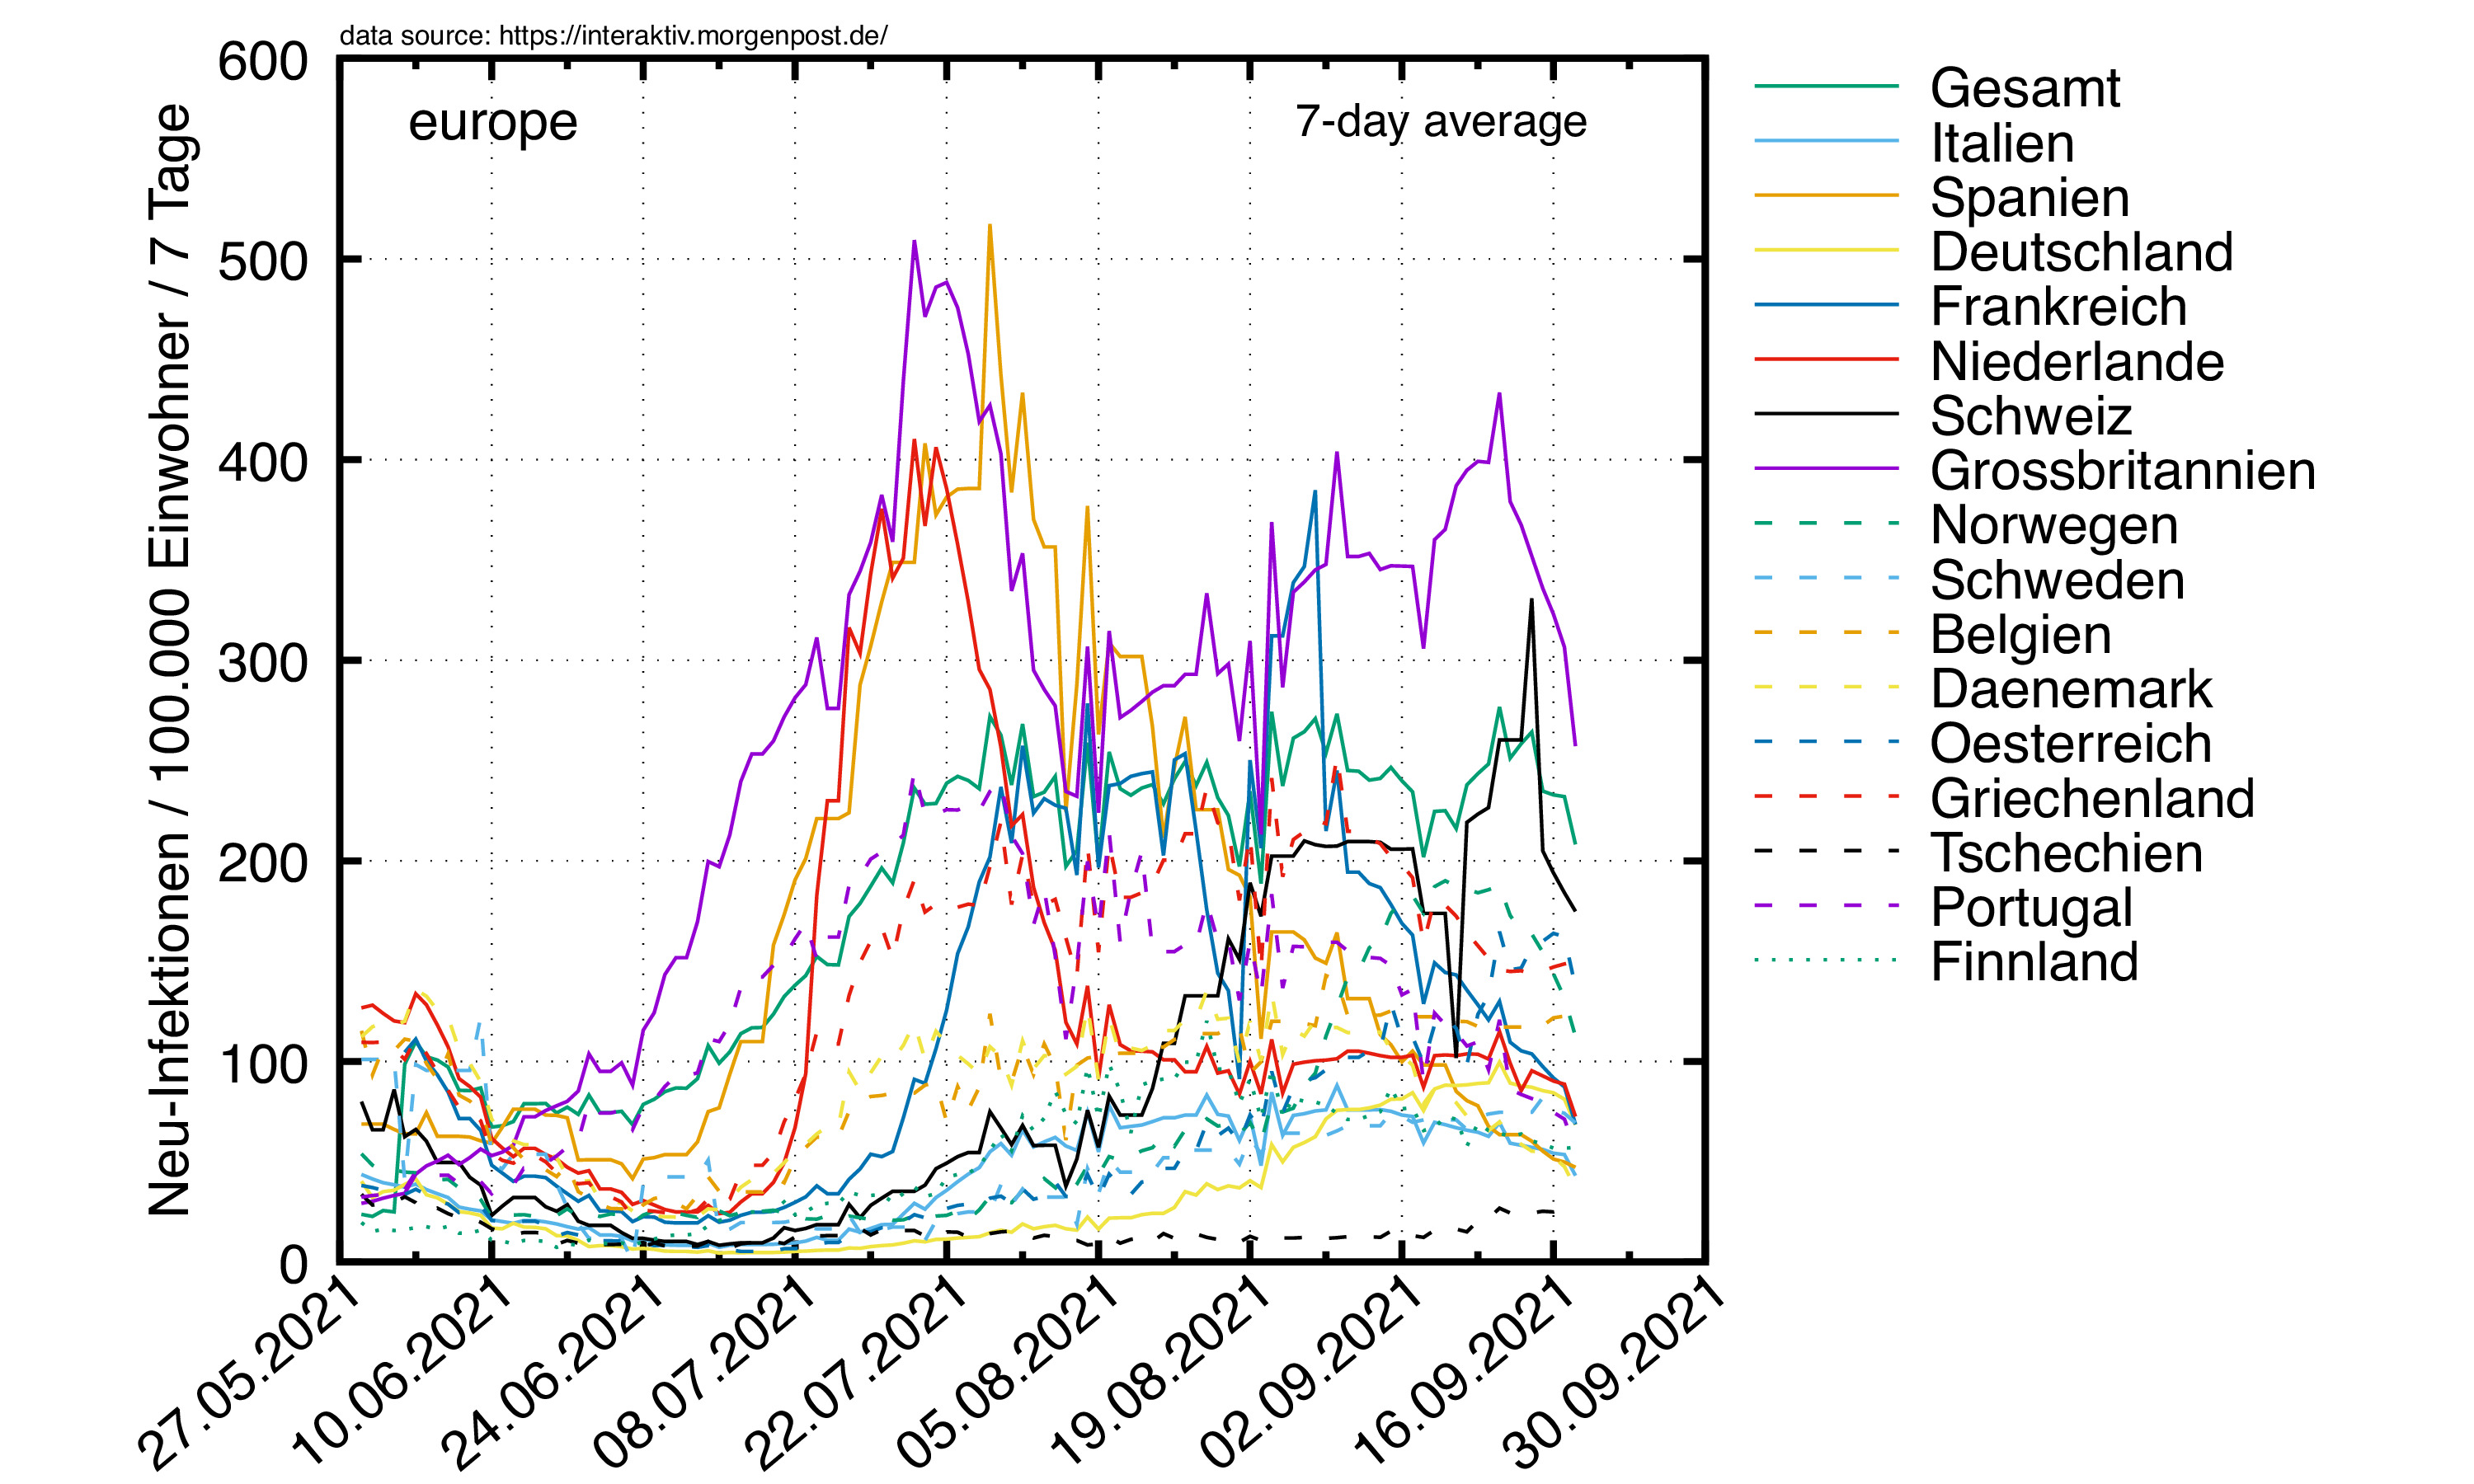 data source: https://interaktiv.morgenpost.de/
europe
7-day average
Neu-Infektionen / 100.000 Einwohner / 7 Tage
600
500
400
300
200
100
0
27.05.2021
10.06.2021
24.06.2021
08.07.2021
22.07.2021
05.08.2021
19.08.2021
02.09.2021
16.09.2021
30.09.2021
Gesamt
Italien
Spanien
Deutschland
Frankreich
Niederlande
Schweiz
Grossbritannien
Norwegen
Schweden
Belgien
Daenemark
Oesterreich
Griechenland
Tschechien
Portugal
Finnland